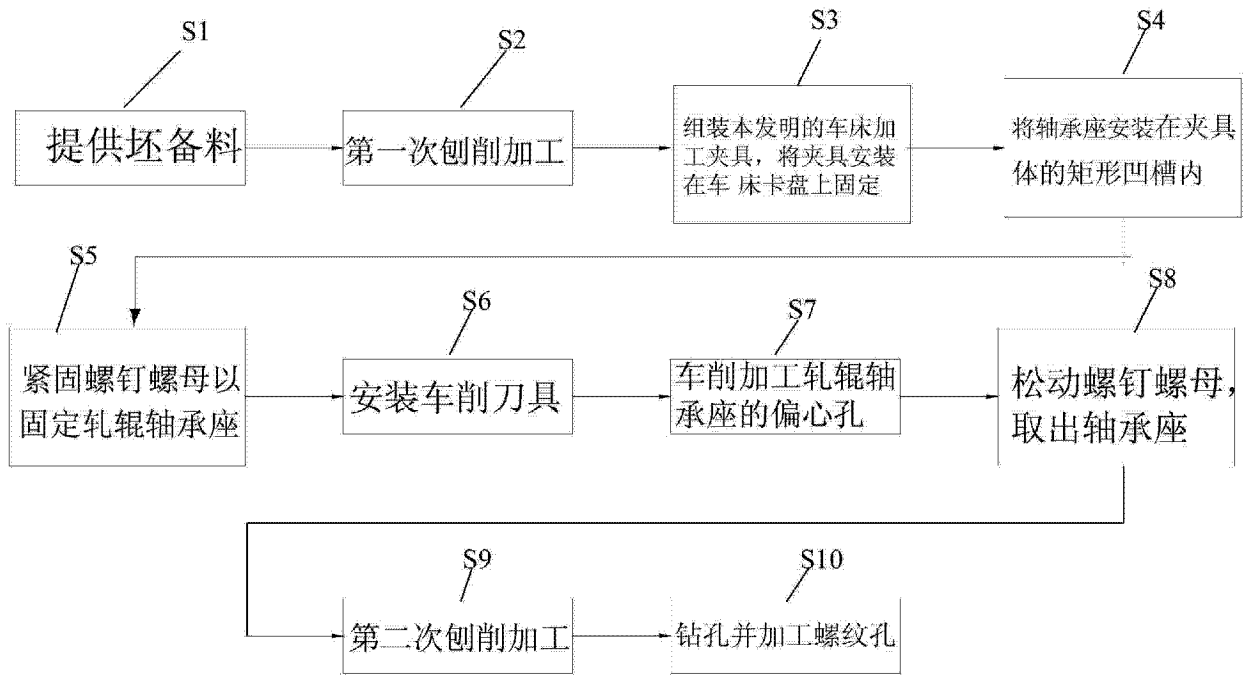 S1
提供坯备料
S2
第一次刨削加工
S3
组装本发明的车床加
工夹具，将夹具安装
在车 床卡盘上固定
S4
将轴承座安装在夹具
体的矩形凹槽内
S5
紧固螺钉螺母以
固定轧辊轴承座
S6
安装车削刀具
S7
车削加工轧辊轴
承座的偏心孔
S8
松动螺钉螺母，
取出轴承座
S9
第二次刨削加工
S10
钻孔并加工螺纹孔